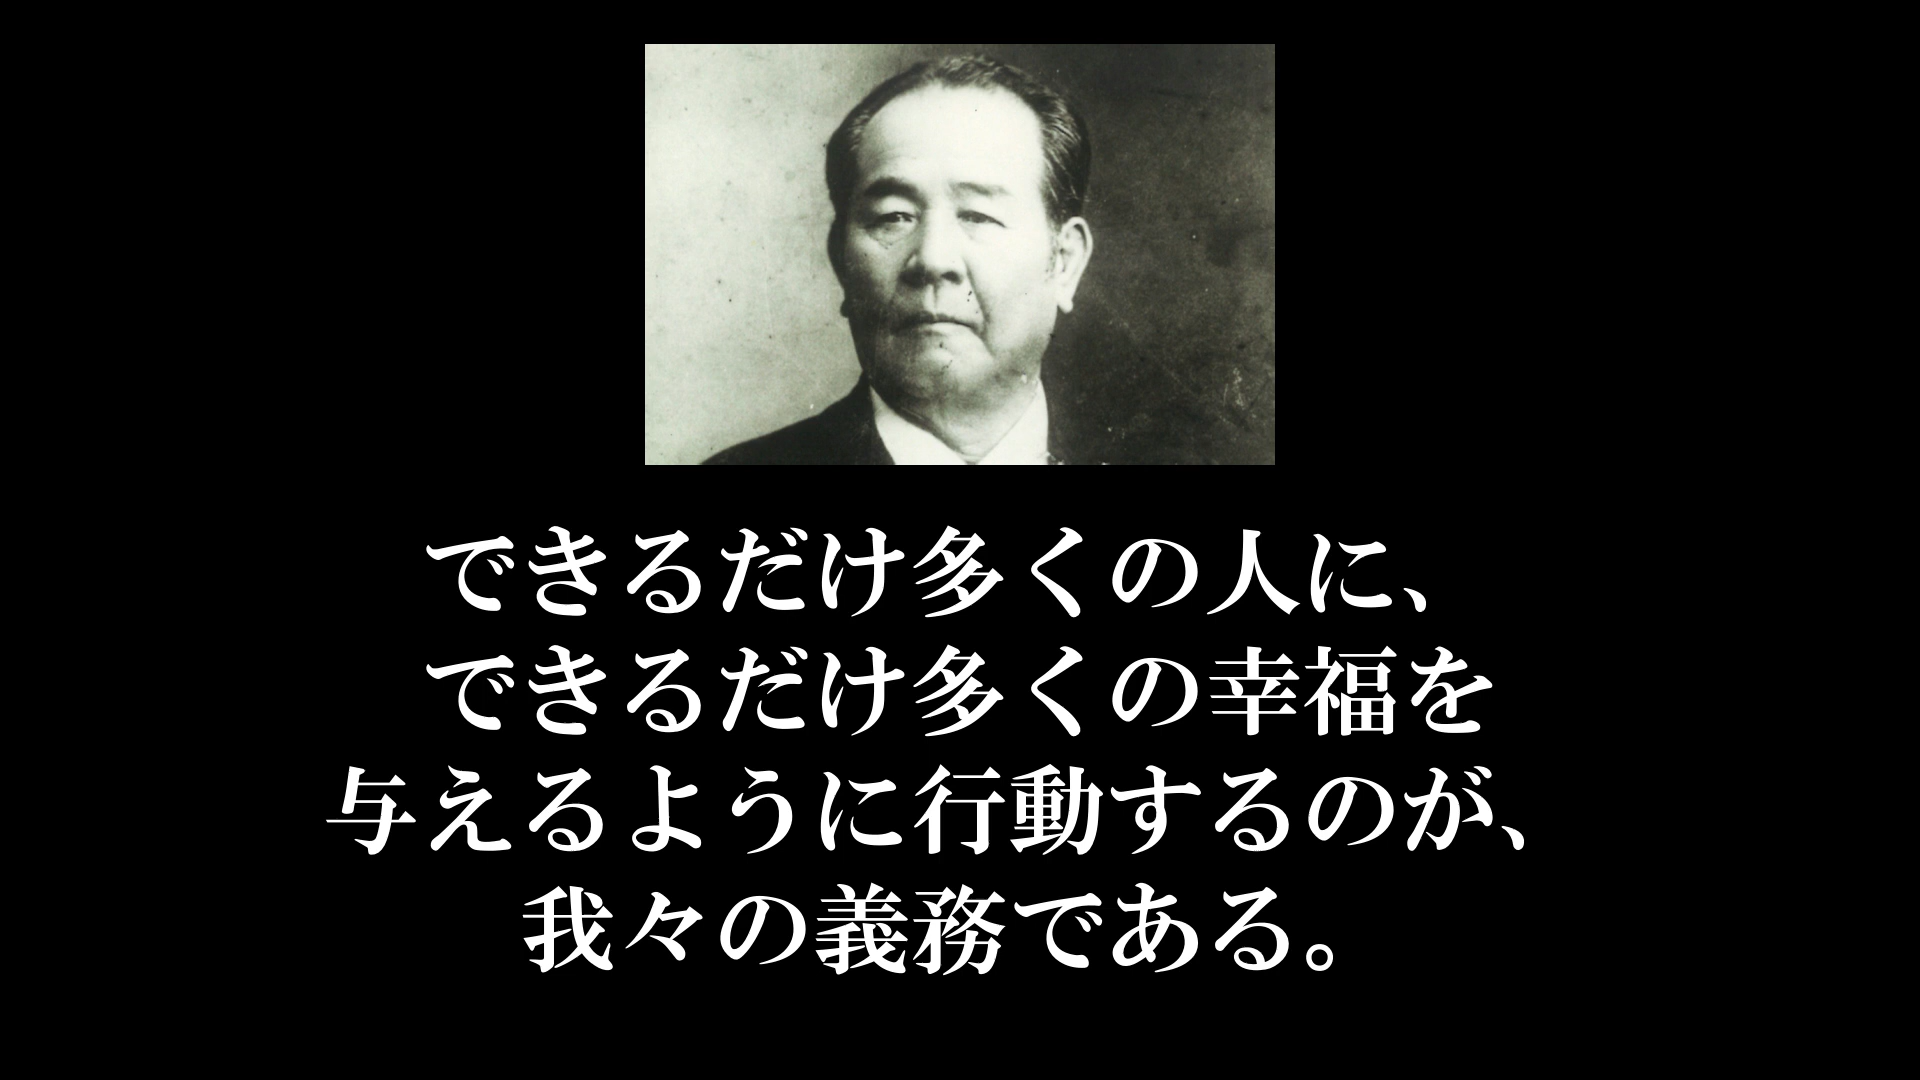 できるだけ多くの人に、
できるだけ多くの幸福を
与えるように行動するのが、
我々の義務である。